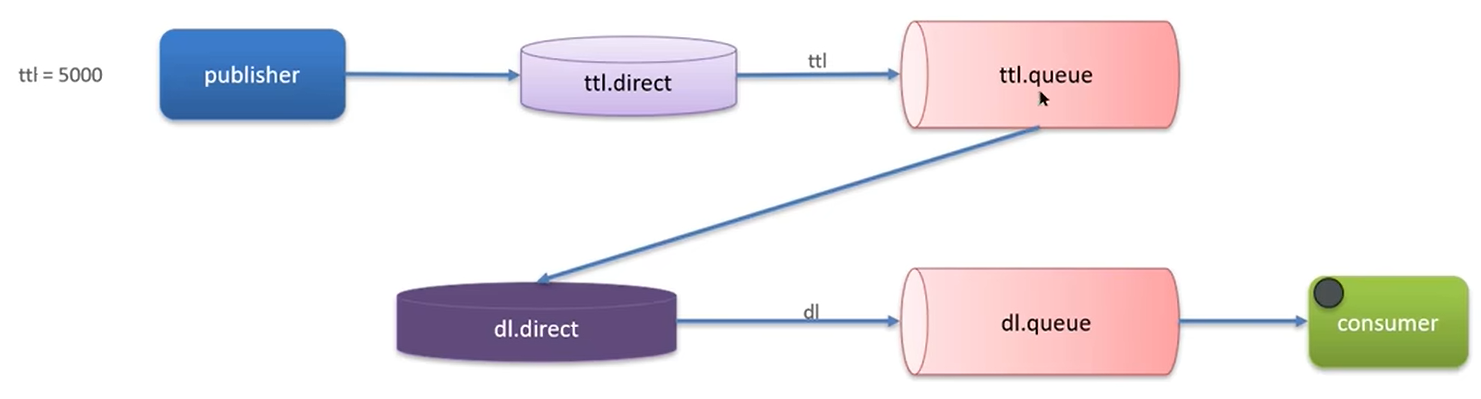 ttl = 5000
publisher
ttl.direct
ttl
ttl.queue
dl.direct
dl
dl.queue
consumer